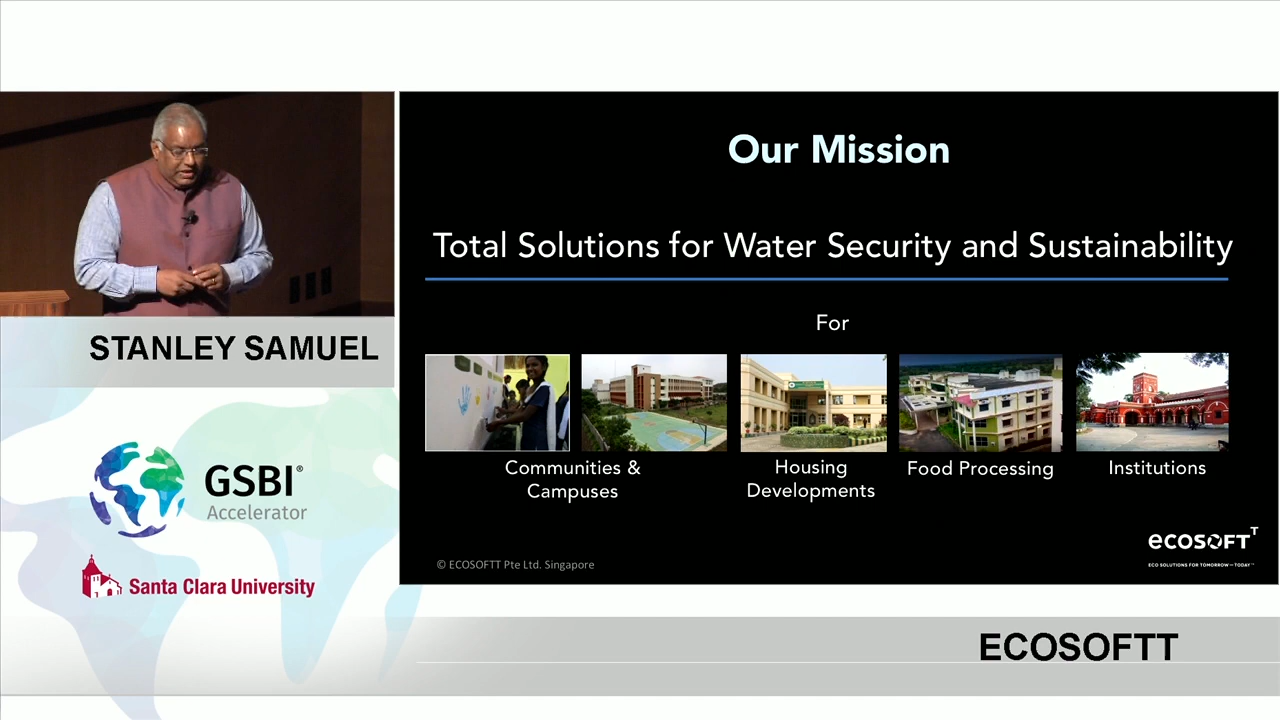 STANLEY SAMUEL
GSBI®
Accelerator
Santa Clara University
Our Mission
Total Solutions for Water Security and Sustainability
For
Communities &
Campuses
Housing
Developments
Food Processing
Institutions
© ECOSOFTT Pte Ltd. Singapore
ecosoftT
ECO SOLUTIONS FOR TOMORROW—TODAY™
ECOSOFTT